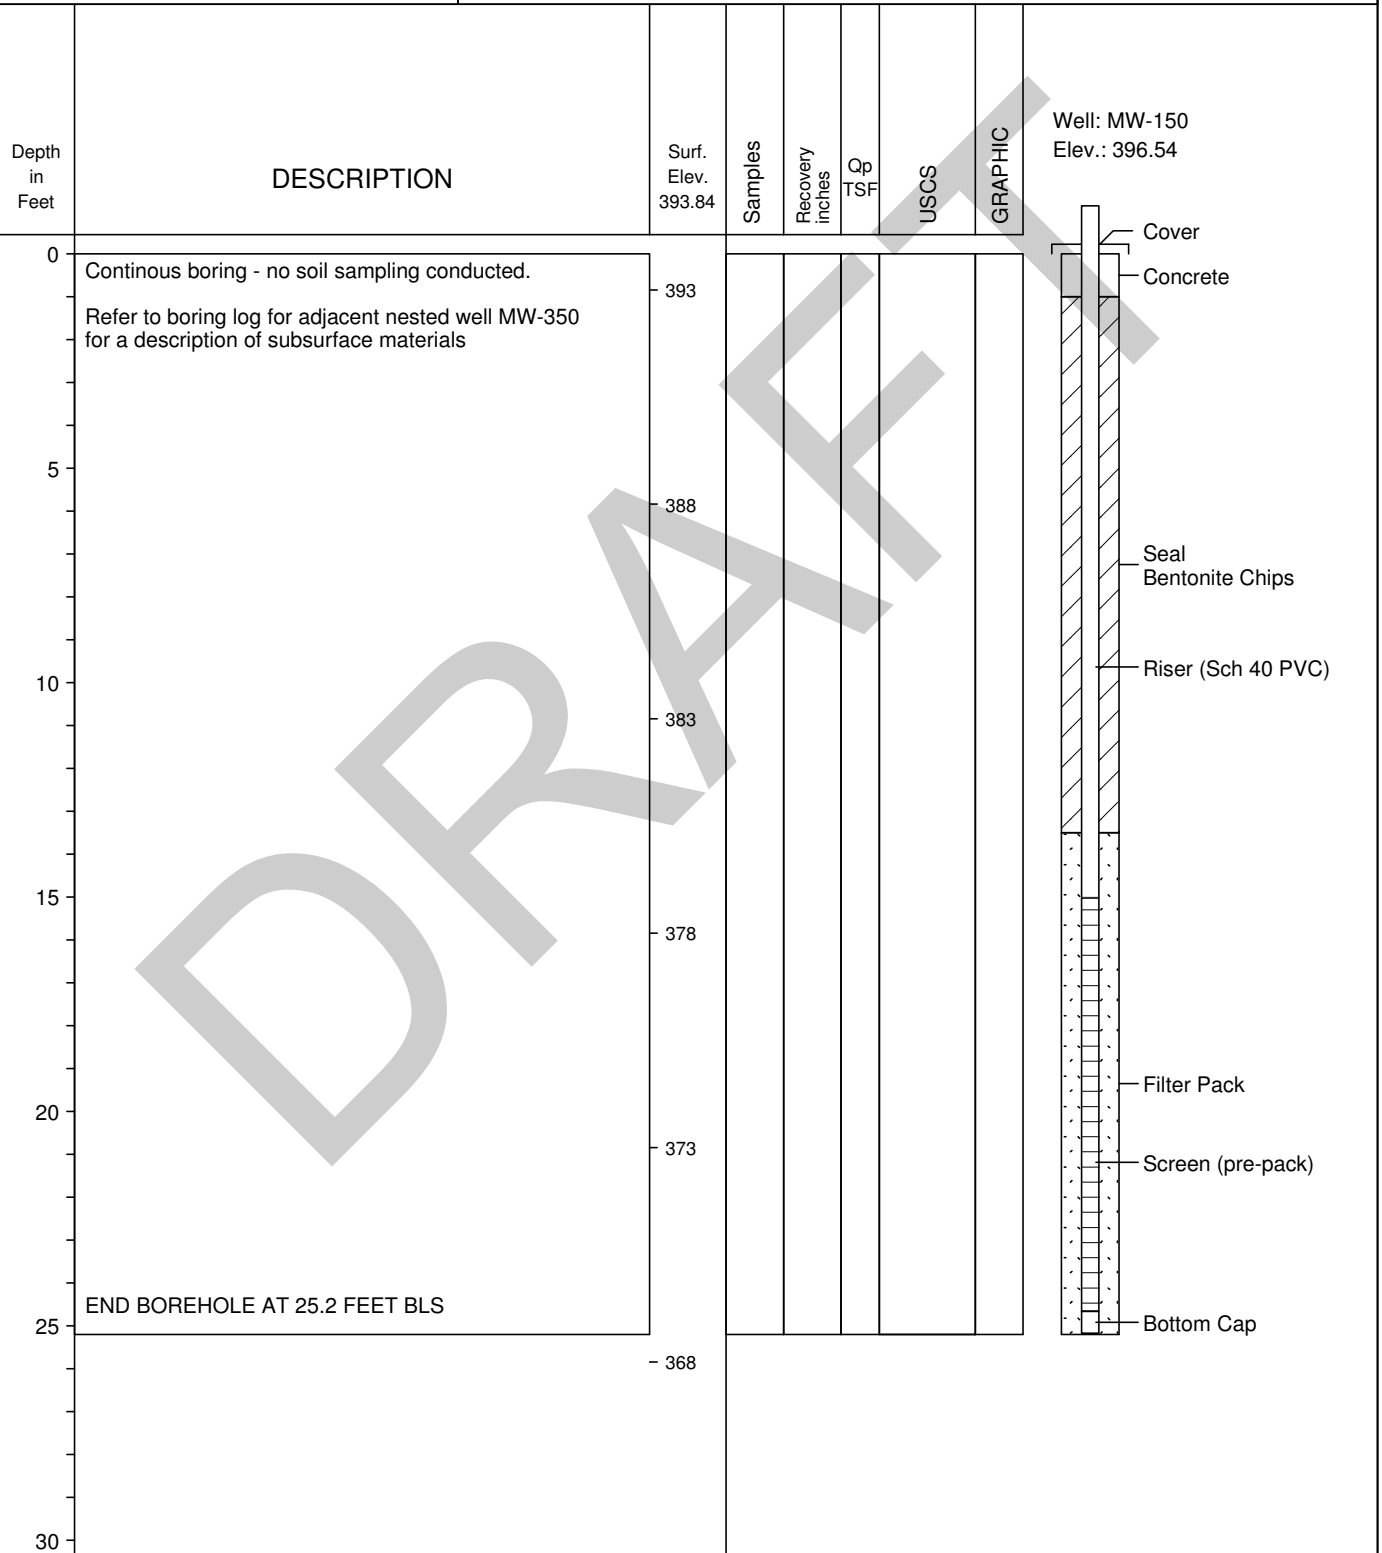 Depth
in
Feet
DESCRIPTION
Surf.
Elev.
393.84
Samples
Recovery
inches
Qp
TSF
USCS
GRAPHIC
Well: MW-150
Elev.: 396.54
Cover
Concrete
0
Continous boring - no soil sampling conducted.
393
Refer to boring log for adjacent nested well MW-350
for a description of subsurface materials
5
388
Seal
Bentonite Chips
Riser (Sch 40 PVC)
10
383
15
378
Filter Pack
20
373
Screen (pre-pack)
END BOREHOLE AT 25.2 FEET BLS
25
Bottom Cap
368
30
DRAFT